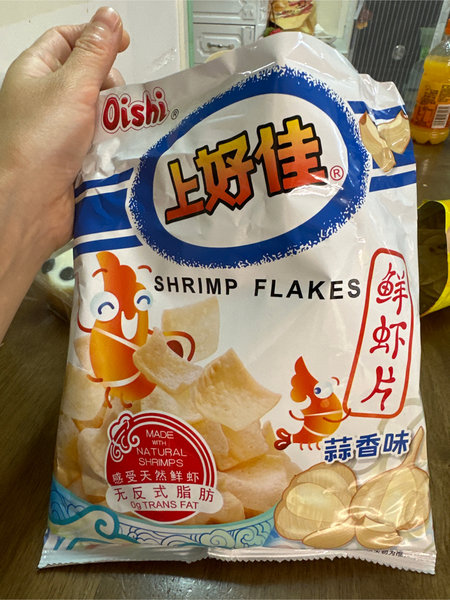 Oishi®
上好佳®
SHRIMP FLAKES
鲜虾片
蒜香味
MADE
WITH
NATURAL
SHRIMPS
感受天然鲜虾
无反式脂肪
0g TRANS FAT